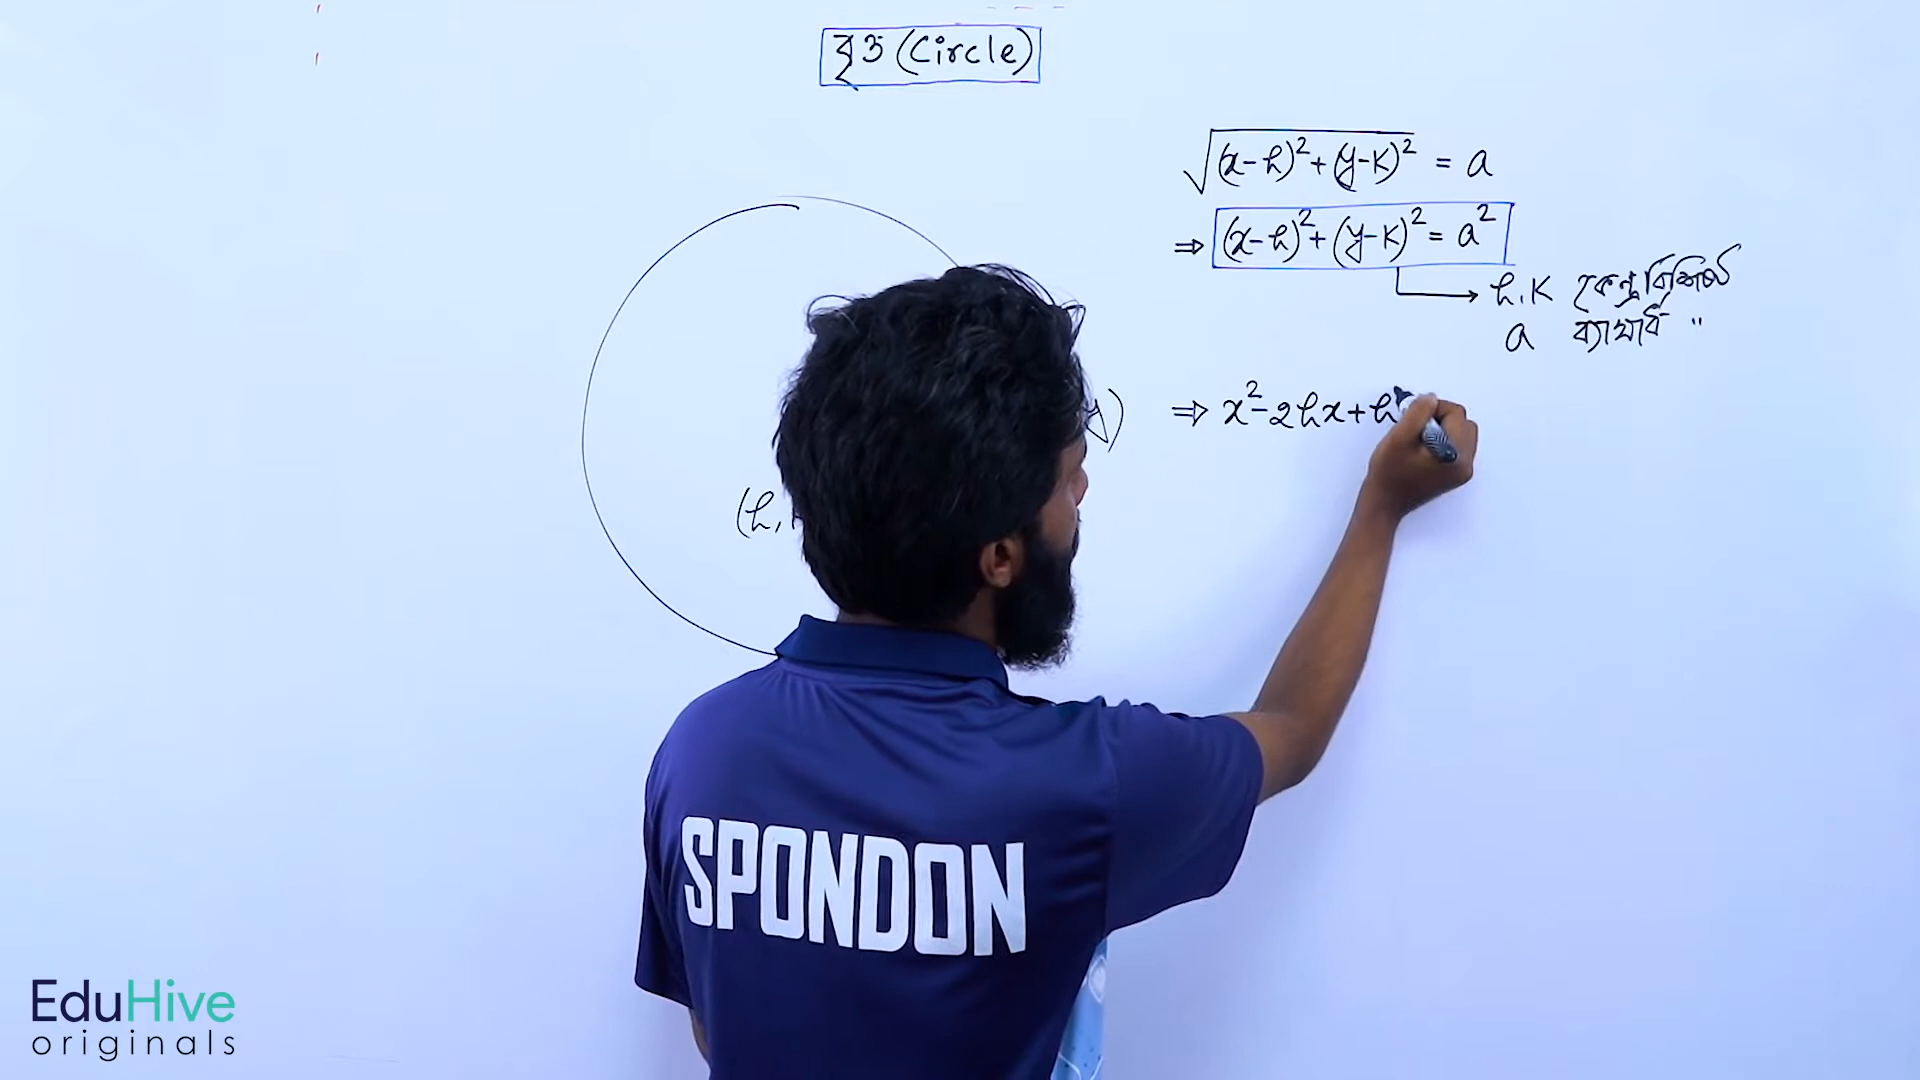 বৃত্ত (Circle)
√(x-h)²+(y-k)² = a
⇒ (x-h)²+(y-k)² = a²
h,k কেন্দ্রবিশিষ্ট
a ব্যাসার্ধ "
⇒ x²-2hx+h
y)
(h,
SPONDON
EduHive
originals